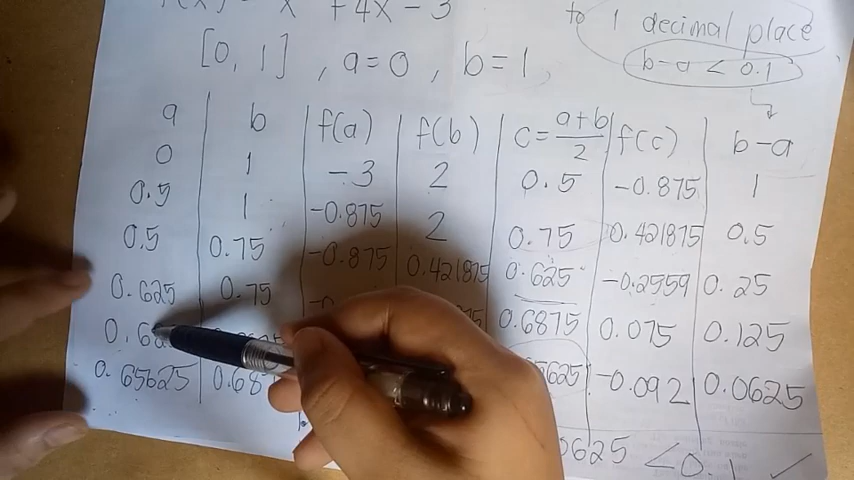 +4x-3
to 1 decimal place
[0, 1], a=0, b=1,
b-a < 0.1
a b f(a) f(b) c=\frac{a+b}{2} f(c) b-a
0 1 -3 2 0.5 -0.875 1
0.5 1 -0.875 2 0.75 0.421875 0.5
0.5 0.75 -0.875 0.421875 0.625 -0.2559 0.25
0.625 0.75 0.6875 0.075 0.125
0.65625 -0.092 0.0625
<0.1 ✓